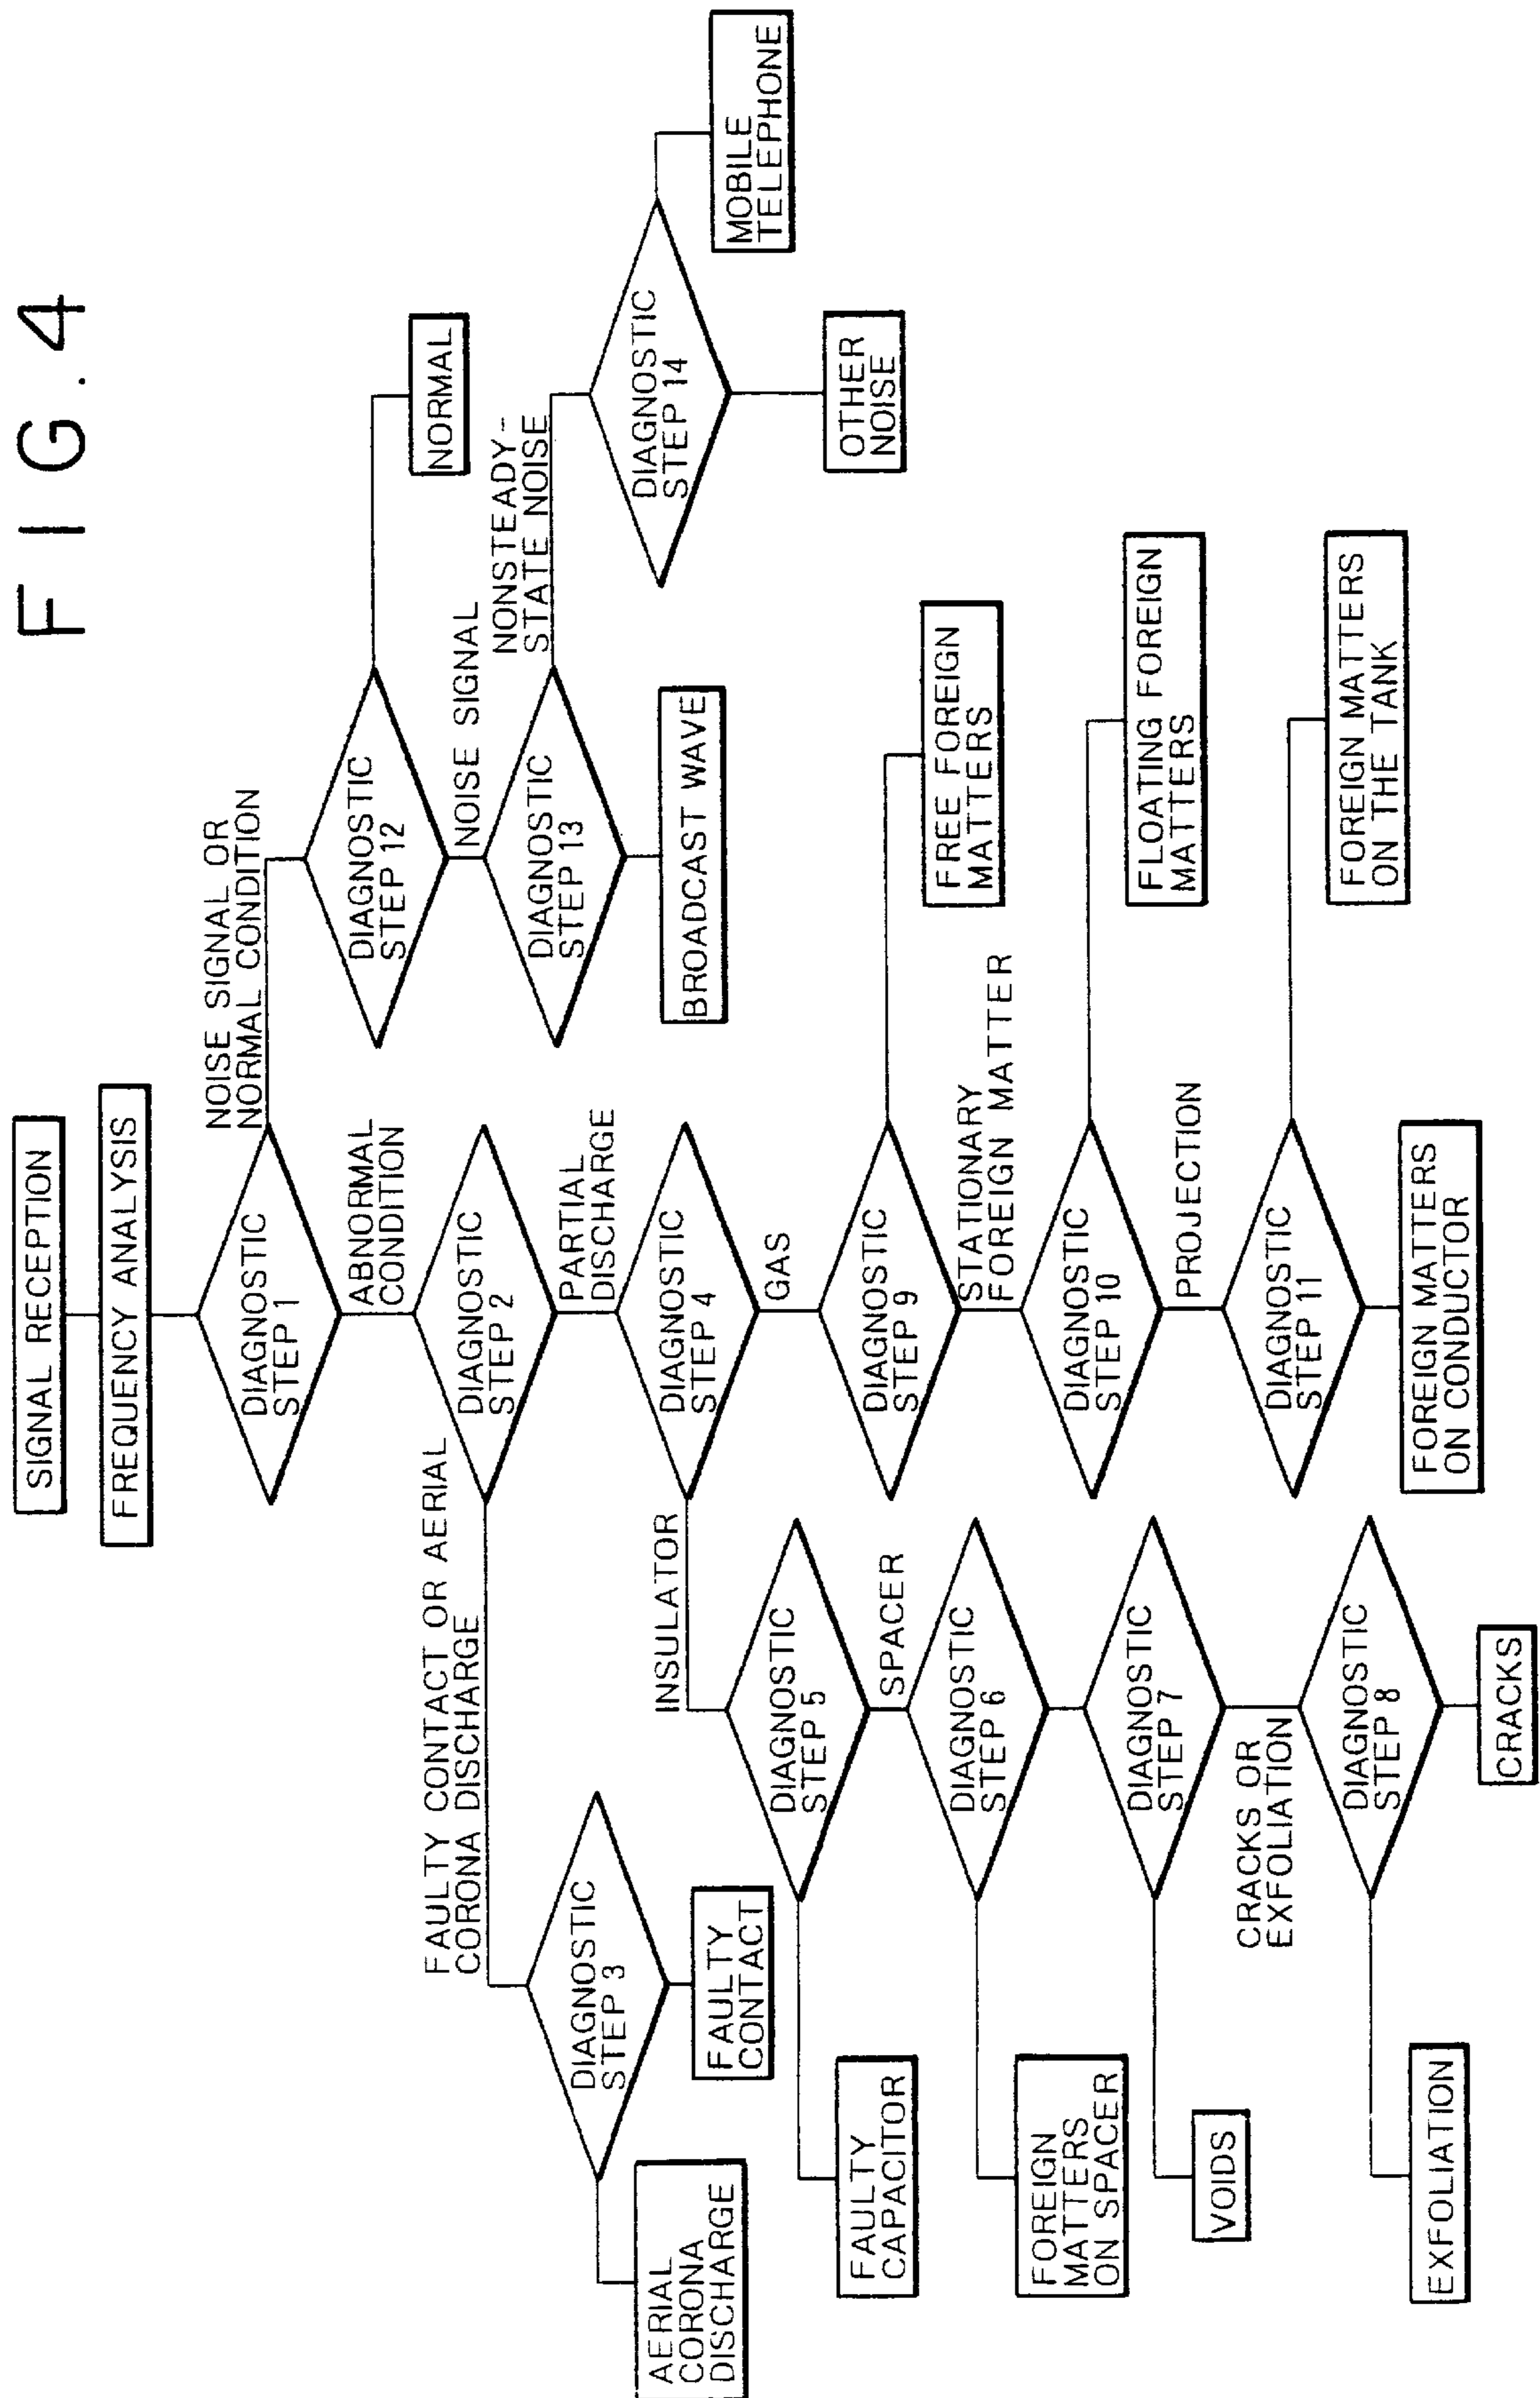 FIG.4
SIGNAL RECEPTION
FREQUENCY ANALYSIS
DIAGNOSTIC
STEP 1
NOISE SIGNAL OR
NORMAL CONDITION
ABNORMAL
CONDITION
DIAGNOSTIC
STEP 12
NORMAL
NOISE SIGNAL
DIAGNOSTIC
STEP 13
NONSTEADY-
STATE NOISE
BROADCAST WAVE
DIAGNOSTIC
STEP 14
MOBILE
TELEPHONE
OTHER
NOISE
DIAGNOSTIC
STEP 2
FAULTY CONTACT OR AERIAL
CORONA DISCHARGE
PARTIAL
DISCHARGE
DIAGNOSTIC
STEP 3
AERIAL
CORONA
DISCHARGE
FAULTY
CONTACT
DIAGNOSTIC
STEP 4
INSULATOR
GAS
DIAGNOSTIC
STEP 5
FAULTY
CAPACITOR
SPACER
DIAGNOSTIC
STEP 6
FOREIGN
MATTERS
ON SPACER
DIAGNOSTIC
STEP 7
VOIDS
CRACKS OR
EXFOLIATION
DIAGNOSTIC
STEP 8
EXFOLIATION
CRACKS
DIAGNOSTIC
STEP 9
FREE FOREIGN
MATTERS
STATIONARY
FOREIGN MATTER
DIAGNOSTIC
STEP 10
FLOATING FOREIGN
MATTERS
PROJECTION
DIAGNOSTIC
STEP 11
FOREIGN MATTERS
ON THE TANK
FOREIGN MATTERS
ON CONDUCTOR